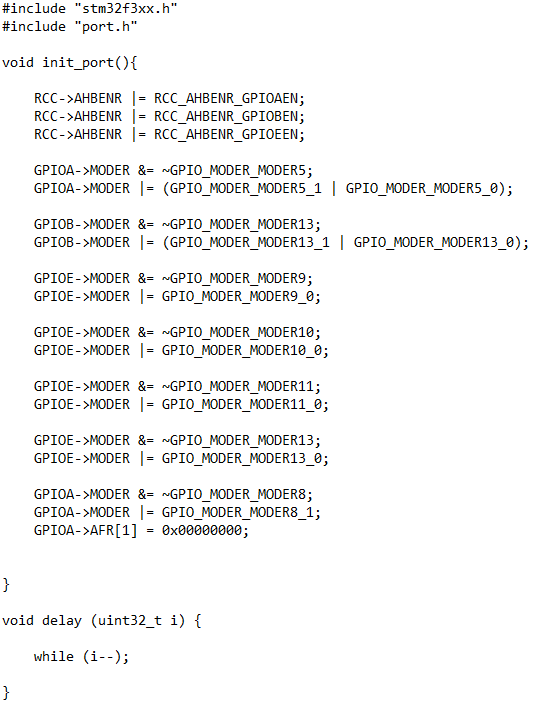 #include "stm32f3xx.h"
#include "port.h"

void init_port(){

    RCC->AHBENR |= RCC_AHBENR_GPIOAEN;
    RCC->AHBENR |= RCC_AHBENR_GPIOBEN;
    RCC->AHBENR |= RCC_AHBENR_GPIOEEN;

    GPIOA->MODER &= ~GPIO_MODER_MODER5;
    GPIOA->MODER |= (GPIO_MODER_MODER5_1 | GPIO_MODER_MODER5_0);

    GPIOB->MODER &= ~GPIO_MODER_MODER13;
    GPIOB->MODER |= (GPIO_MODER_MODER13_1 | GPIO_MODER_MODER13_0);

    GPIOE->MODER &= ~GPIO_MODER_MODER9;
    GPIOE->MODER |= GPIO_MODER_MODER9_0;

    GPIOE->MODER &= ~GPIO_MODER_MODER10;
    GPIOE->MODER |= GPIO_MODER_MODER10_0;

    GPIOE->MODER &= ~GPIO_MODER_MODER11;
    GPIOE->MODER |= GPIO_MODER_MODER11_0;

    GPIOE->MODER &= ~GPIO_MODER_MODER13;
    GPIOE->MODER |= GPIO_MODER_MODER13_0;

    GPIOA->MODER &= ~GPIO_MODER_MODER8;
    GPIOA->MODER |= GPIO_MODER_MODER8_1;
    GPIOA->AFR[1] = 0x00000000;


}

void delay (uint32_t i) {

    while (i--);

}